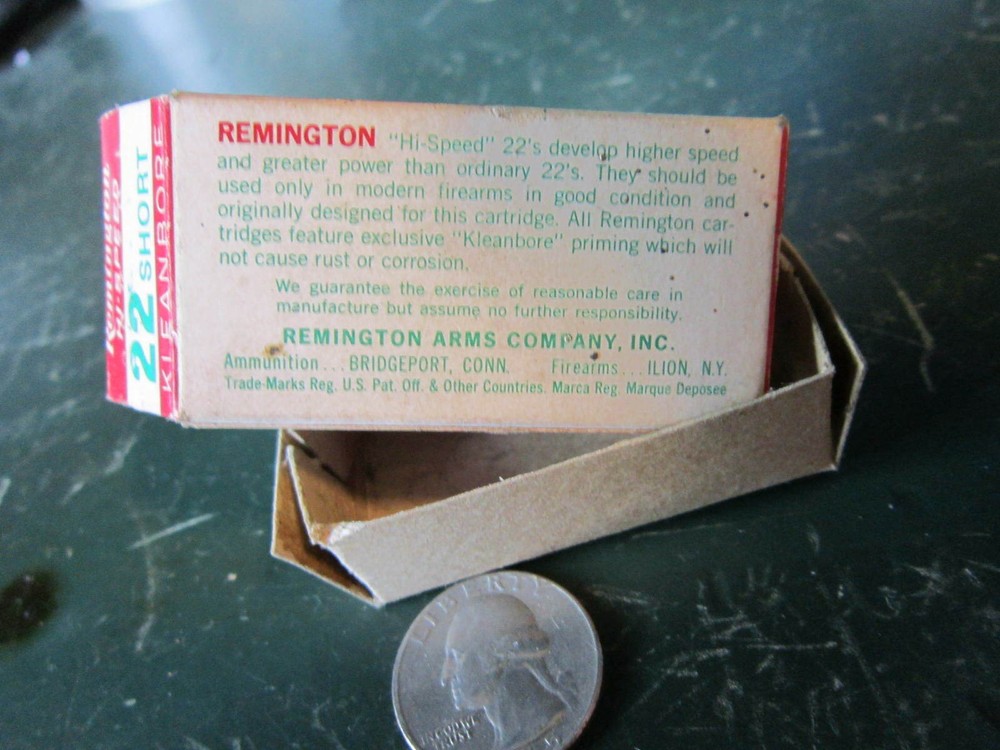 Remington
HI-SPEED
22 SHORT
KLEANBORE
REMINGTON "Hi-Speed" 22's develop higher speed
and greater power than ordinary 22's. They should be
used only in modern firearms in good condition and
originally designed for this cartridge. All Remington car-
tridges feature exclusive "Kleanbore" priming which will
not cause rust or corrosion.
We guarantee the exercise of reasonable care in
manufacture but assume no further responsibility.
REMINGTON ARMS COMPANY, INC.
Ammunition...BRIDGEPORT, CONN. Firearms...ILION, N.Y.
Trade-Marks Reg. U.S. Pat. Off. & Other Countries. Marca Reg. Marque Deposee
LIBERTY
IN GOD WE
TRUST